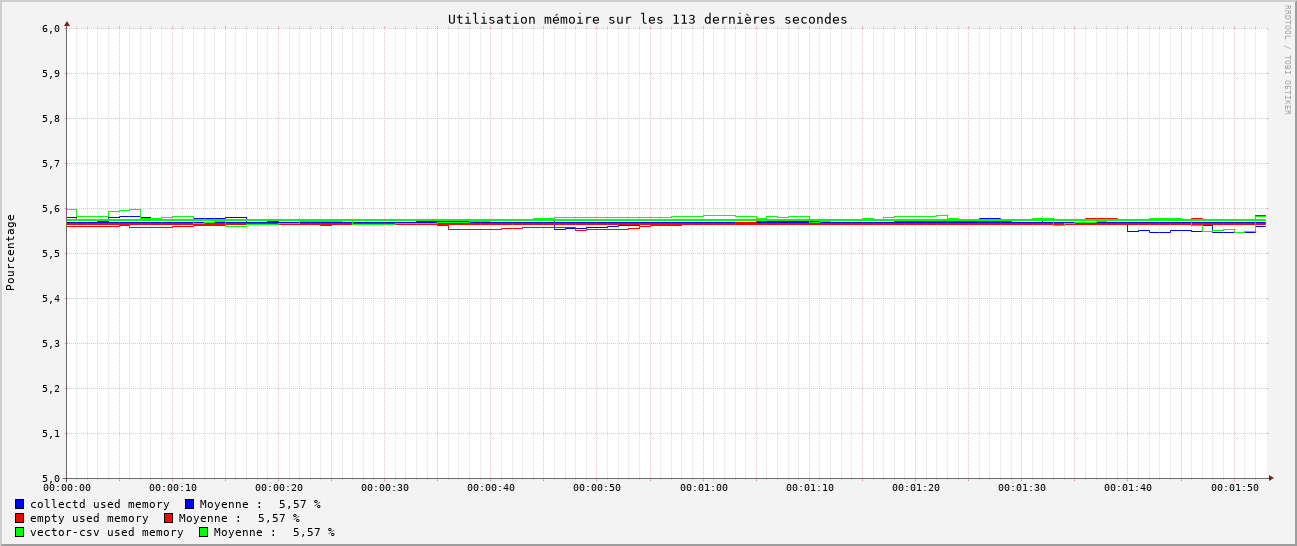 Utilisation mémoire sur les 113 dernières secondes
RRDTOOL / TOBI OETIKER
Pourcentage
6,0
5,9
5,8
5,7
5,6
5,5
5,4
5,3
5,2
5,1
5,0
00:00:00 00:00:10 00:00:20 00:00:30 00:00:40 00:00:50 00:01:00 00:01:10 00:01:20 00:01:30 00:01:40 00:01:50
collectd used memory Moyenne : 5,57 %
empty used memory Moyenne : 5,57 %
vector-csv used memory Moyenne : 5,57 %